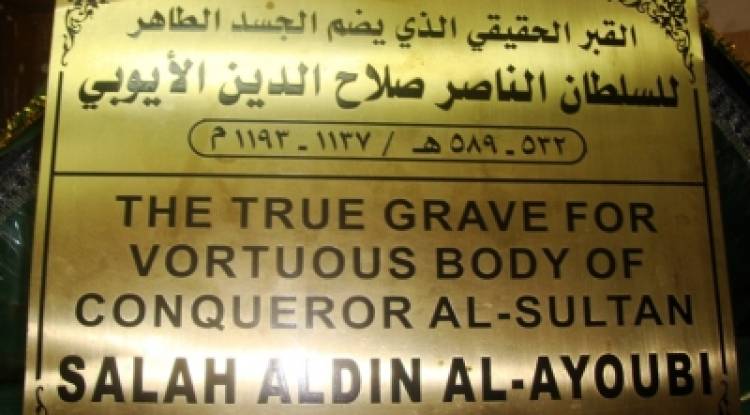 القبر الحقيقي الذي يضم الجسد الطاهر
للسلطان الناصر صلاح الدين الأيوبي
٥٣٢ - ٥٨٩ هـ / ١١٣٧ - ١١٩٣ م
THE TRUE GRAVE FOR
VORTUOUS BODY OF
CONQUEROR AL-SULTAN
SALAH ALDIN AL-AYOUBI